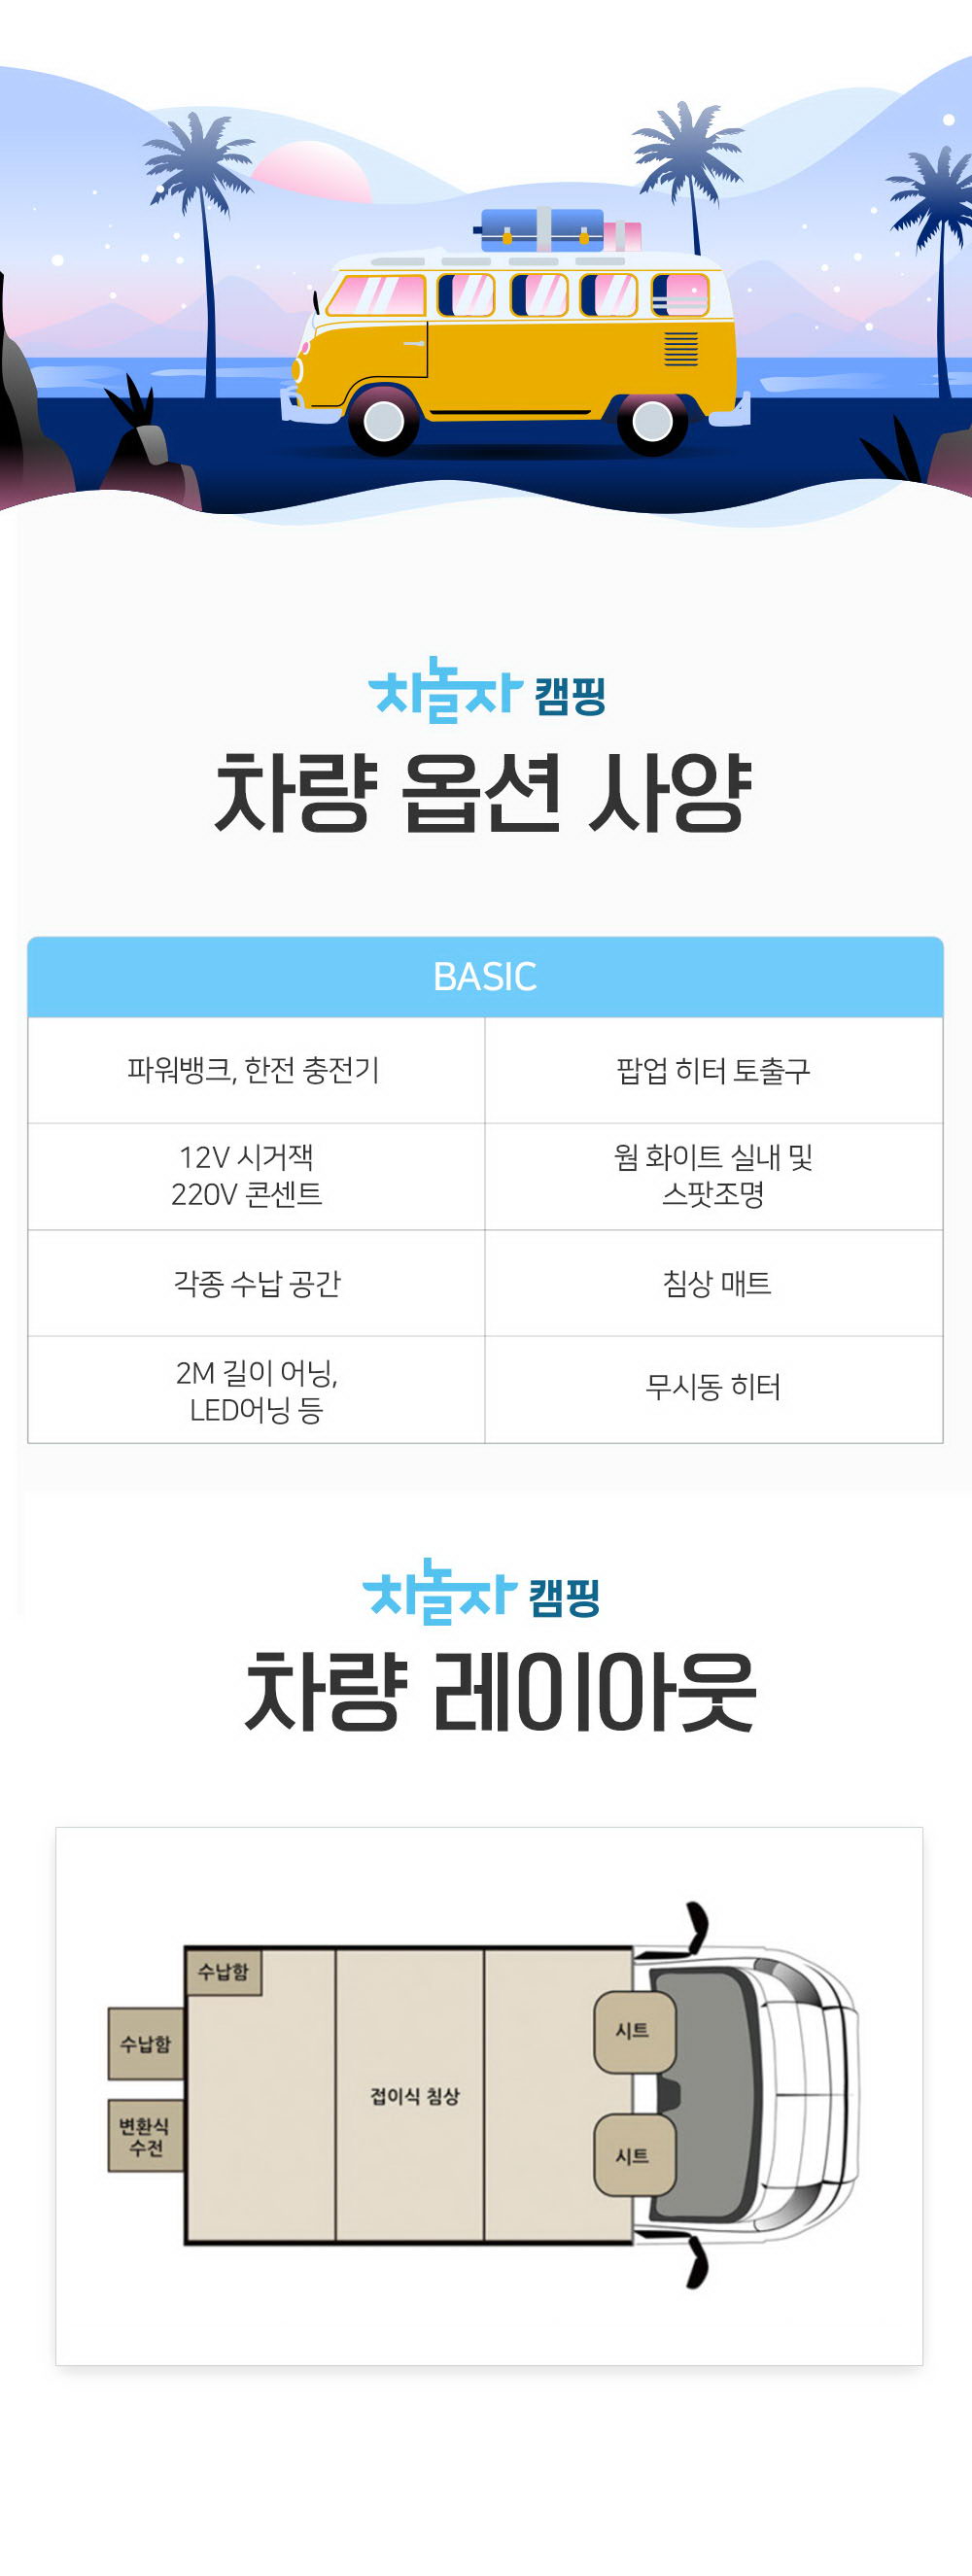 차놀자 캠핑
차량 옵션 사양
BASIC
파워뱅크, 한전 충전기
팝업 히터 토출구
12V 시거잭
220V 콘센트
웜 화이트 실내 및
스팟조명
각종 수납 공간
침상 매트
2M 길이 어닝,
LED어닝 등
무시동 히터
차놀자 캠핑
차량 레이아웃
수납함
수납함
시트
접이식 침상
변환식
수전
시트